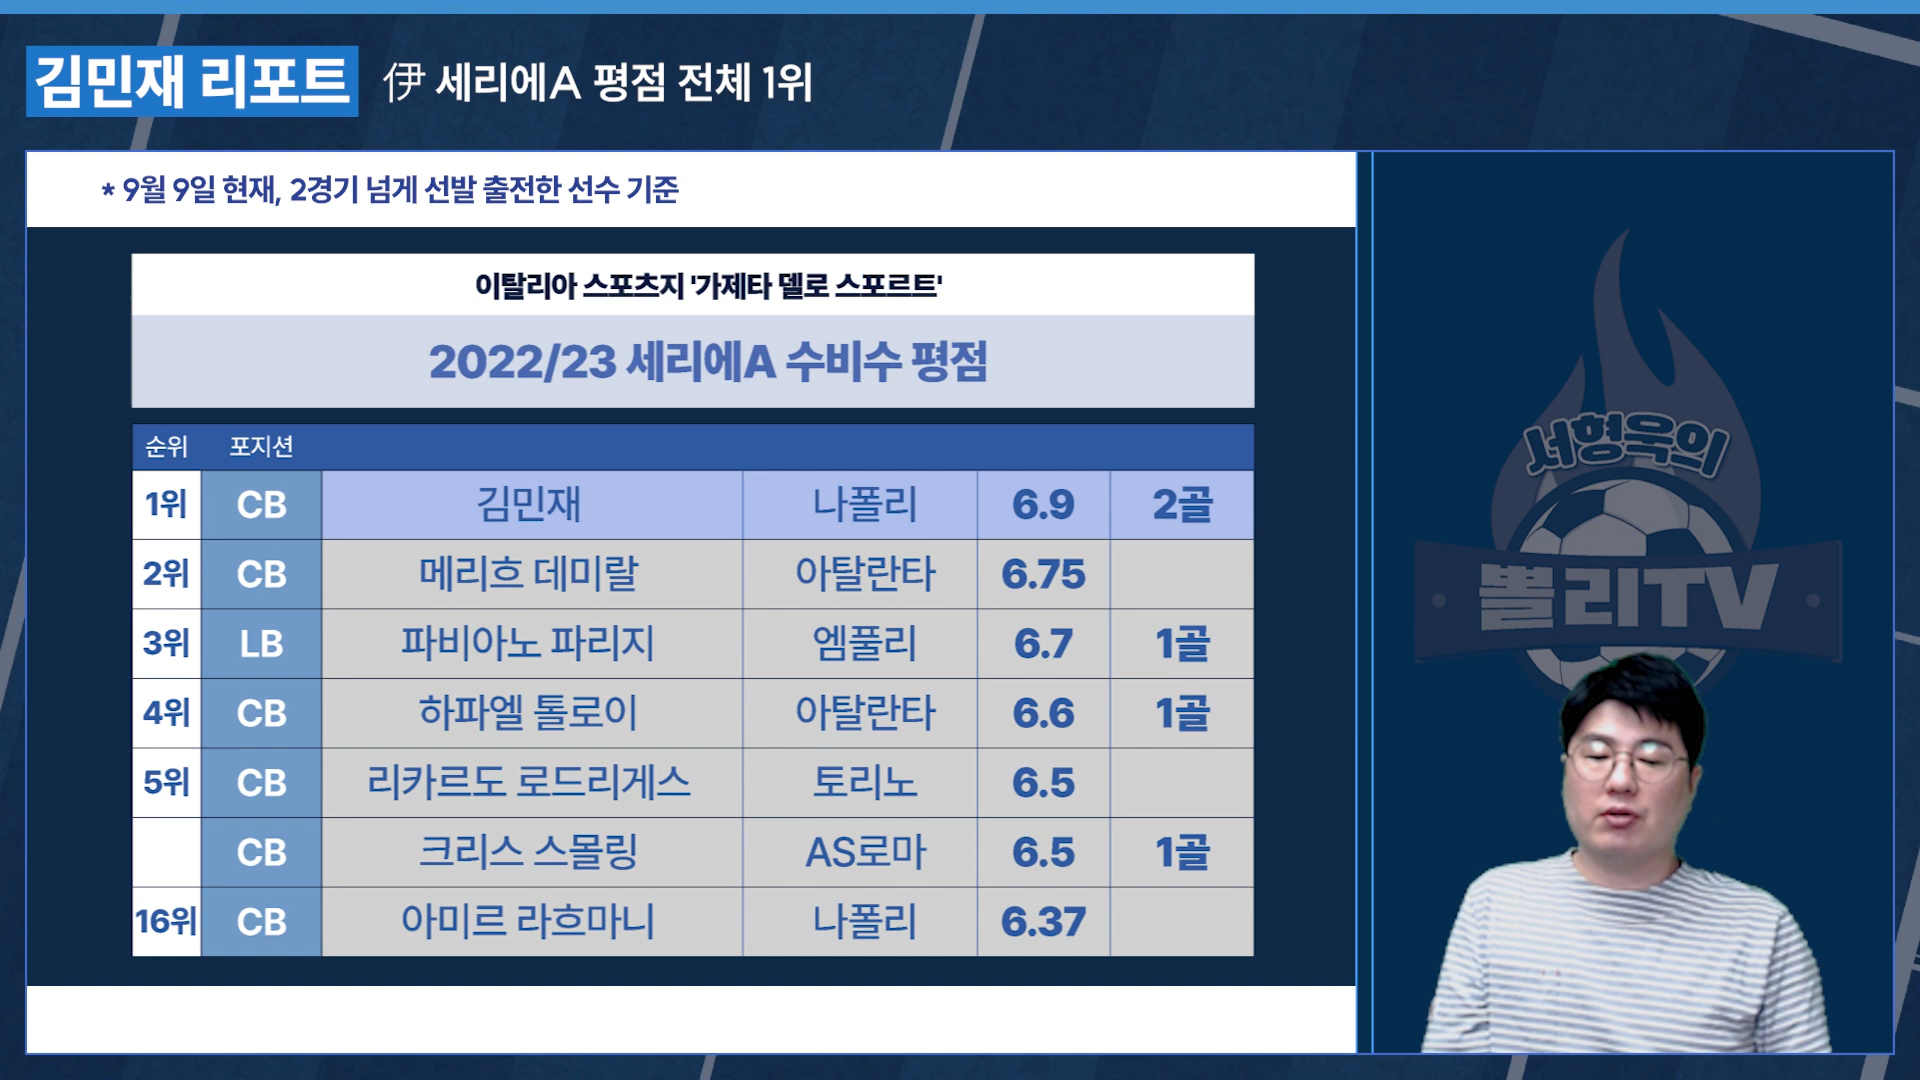 김민재 리포트 伊 세리에A 평점 전체 1위
* 9월 9일 현재, 2경기 넘게 선발 출전한 선수 기준
이탈리아 스포츠지 '가제타 델로 스포르트'
2022/23 세리에A 수비수 평점
순위 포지션
1위 CB 김민재 나폴리 6.9 2골
2위 CB 메리흐 데미랄 아탈란타 6.75
3위 LB 파비아노 파리지 엠풀리 6.7 1골
4위 CB 하파엘 톨로이 아탈란타 6.6 1골
5위 CB 리카르도 로드리게스 토리노 6.5
CB 크리스 스몰링 AS로마 6.5 1골
16위 CB 아미르 라흐마니 나폴리 6.37
서형욱의
뽈리TV